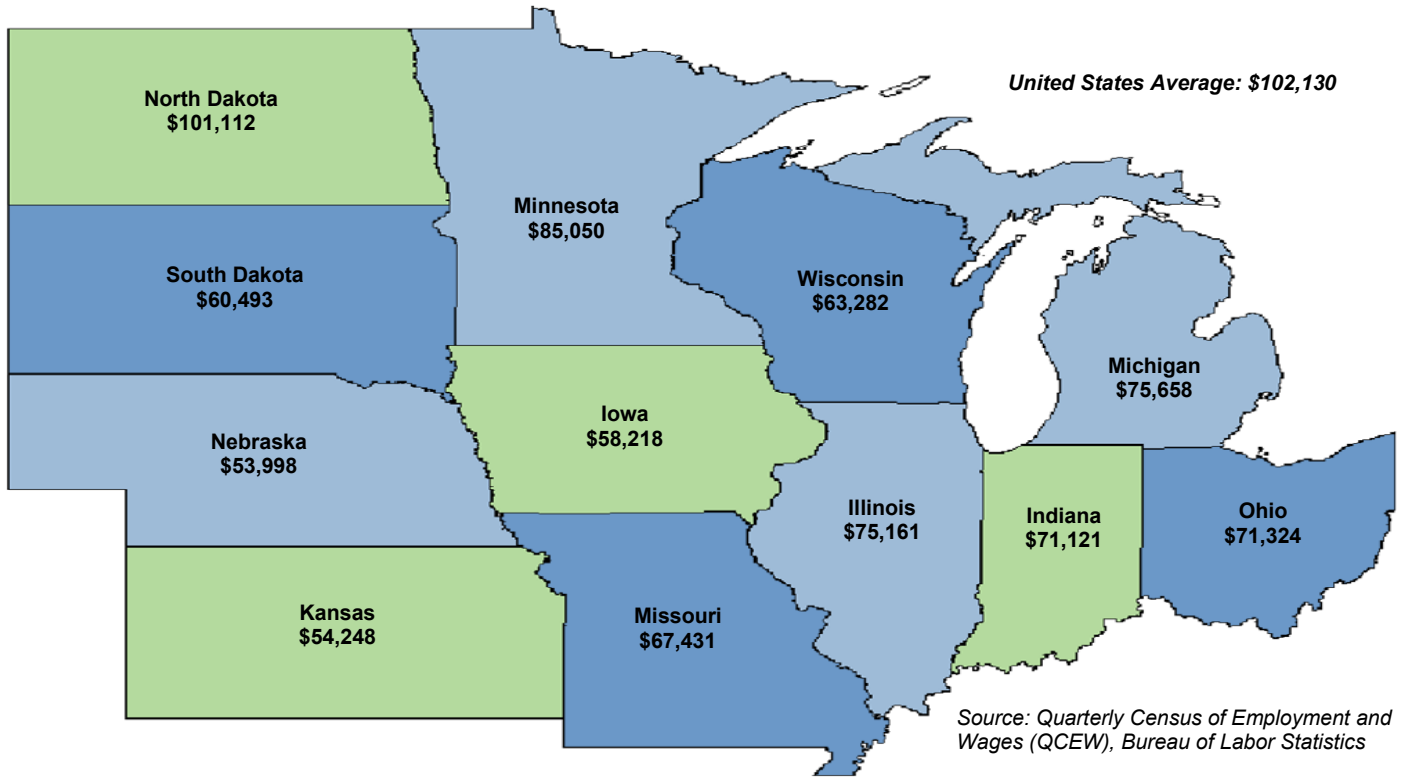 United States Average: $102,130
North Dakota
$101,112
Minnesota
$85,050
South Dakota
$60,493
Wisconsin
$63,282
Michigan
$75,658
Iowa
$58,218
Nebraska
$53,998
Illinois
$75,161
Indiana
$71,121
Ohio
$71,324
Kansas
$54,248
Missouri
$67,431
Source: Quarterly Census of Employment and
Wages (QCEW), Bureau of Labor Statistics